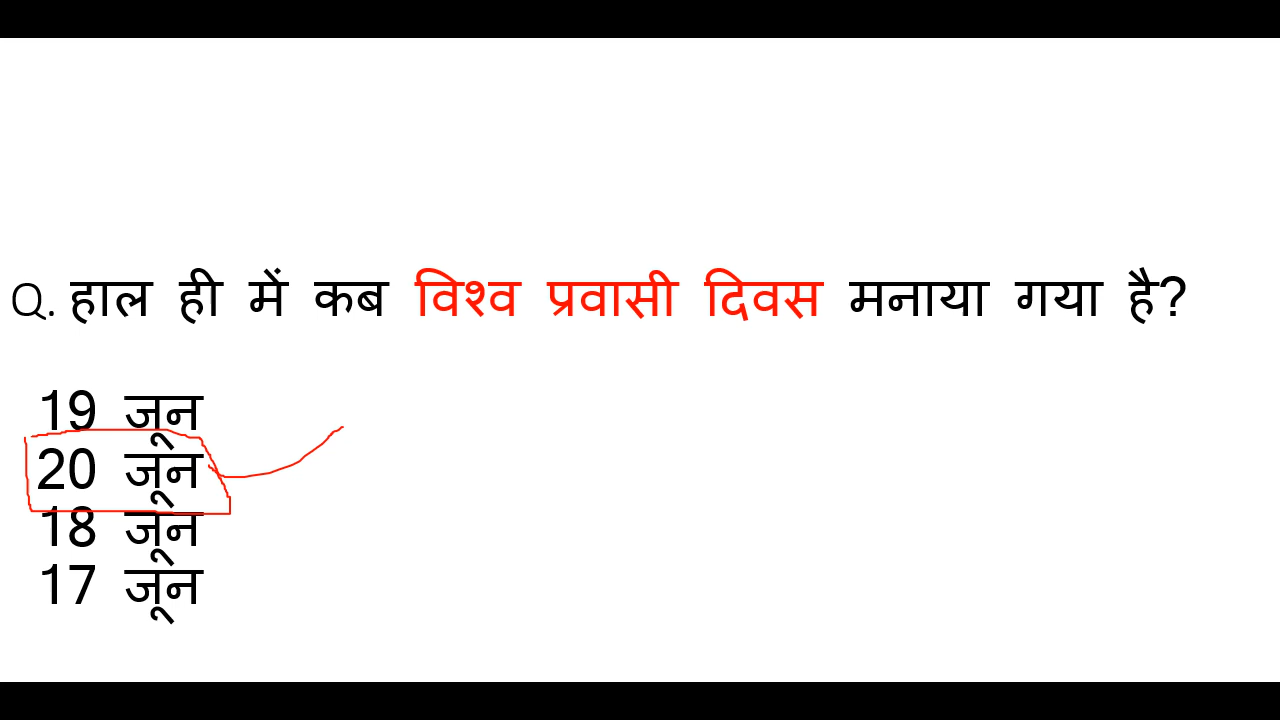 Q. हाल ही में कब विश्व प्रवासी दिवस मनाया गया है?
19 जून
20 जून
18 जून
17 जून